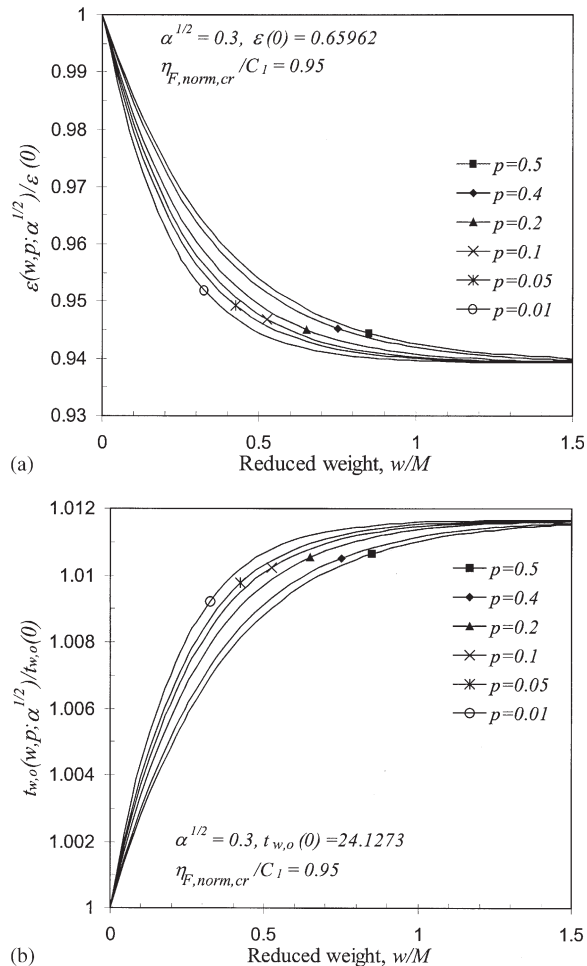 1
0.99
0.98
0.97
0.96
0.95
0.94
0.93
ε(w,p;α^{1/2})/ε(0)
α^{1/2} = 0.3, ε(0) = 0.65962
η_{F,norm,cr}/C_1 = 0.95
p=0.5
p=0.4
p=0.2
p=0.1
p=0.05
p=0.01
0 0.5 1 1.5
(a) Reduced weight, w/M
1.012
1.01
1.008
1.006
1.004
1.002
1
t_{w,o}(w,p;α^{1/2})/t_{w,o}(0)
p=0.5
p=0.4
p=0.2
p=0.1
p=0.05
p=0.01
α^{1/2} = 0.3, t_{w,o}(0) =24.1273
η_{F,norm,cr}/C_1 = 0.95
0 0.5 1 1.5
(b) Reduced weight, w/M